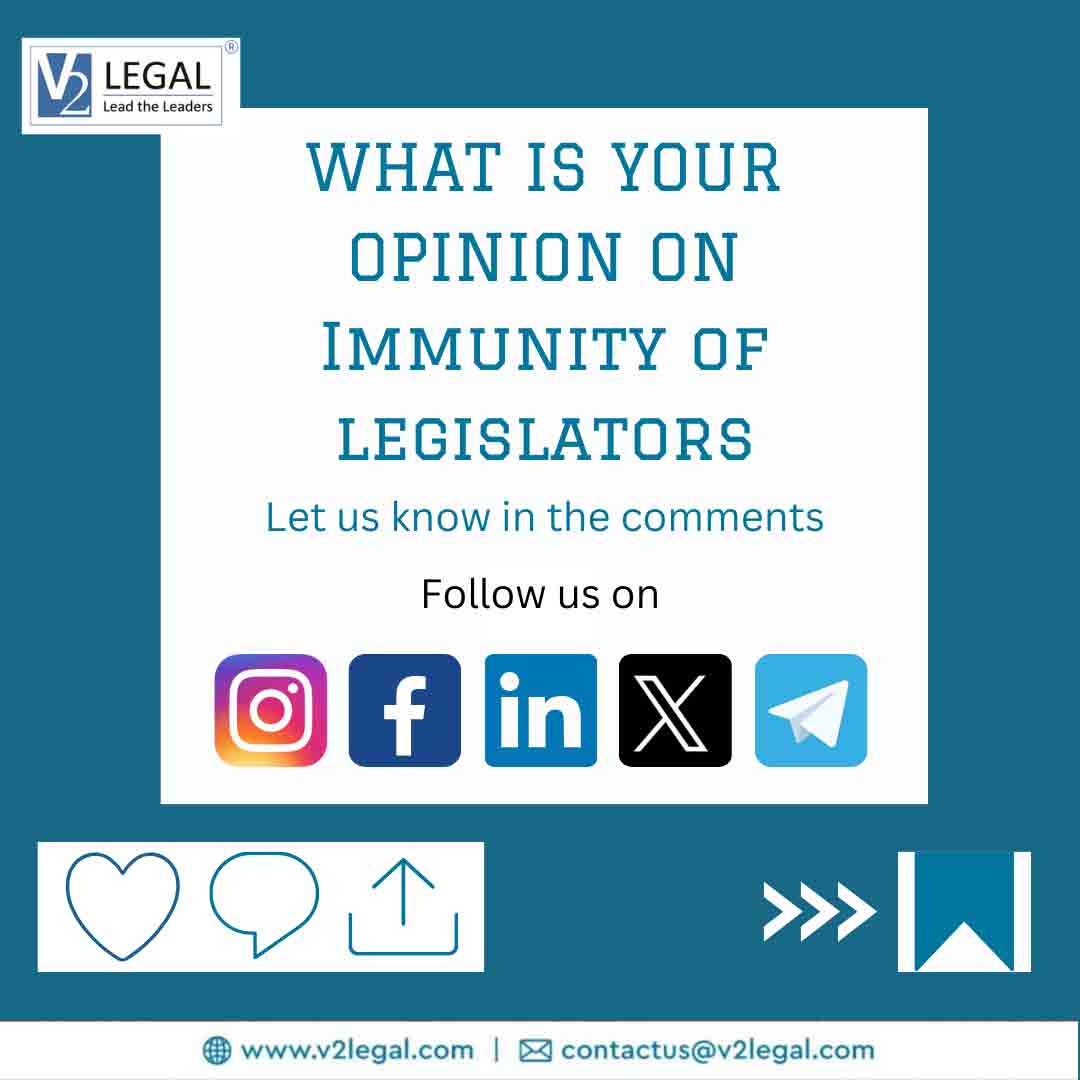 V2 LEGAL ®
Lead the Leaders
WHAT IS YOUR
OPINION ON
IMMUNITY OF
LEGISLATORS
Let us know in the comments
Follow us on
www.v2legal.com | contactus@v2legal.com